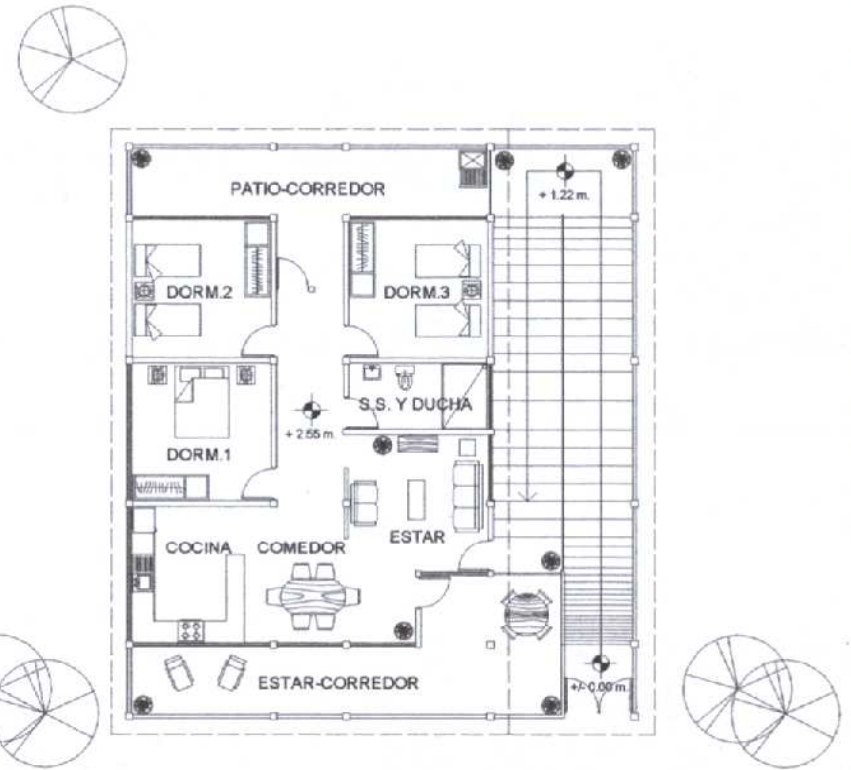 PATIO-CORREDOR
+ 1.22 m.
DORM.2
DORM.3
S.S. Y DUCHA
+ 2.55 m.
DORM.1
ESTAR
COCINA
COMEDOR
ESTAR-CORREDOR
+/- 0.00 m.